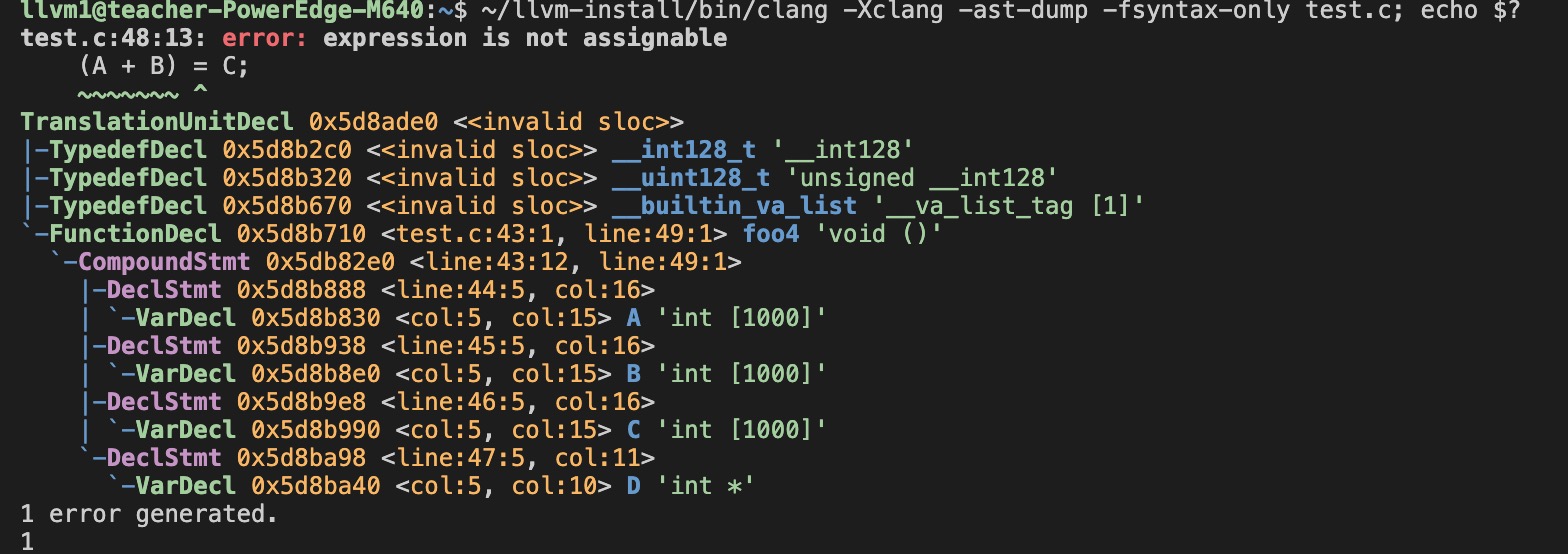 llvm1@teacher-PowerEdge-M640:~$ ~/llvm-install/bin/clang -Xclang -ast-dump -fsyntax-only test.c; echo $?
test.c:48:13: error: expression is not assignable
    (A + B) = C;
    ~~~~~~~ ^
TranslationUnitDecl 0x5d8ade0 <<invalid sloc>>
|-TypedefDecl 0x5d8b2c0 <<invalid sloc>> __int128_t '__int128'
|-TypedefDecl 0x5d8b320 <<invalid sloc>> __uint128_t 'unsigned __int128'
|-TypedefDecl 0x5d8b670 <<invalid sloc>> __builtin_va_list '__va_list_tag [1]'
`-FunctionDecl 0x5d8b710 <test.c:43:1, line:49:1> foo4 'void ()'
  `-CompoundStmt 0x5db82e0 <line:43:12, line:49:1>
    |-DeclStmt 0x5d8b888 <line:44:5, col:16>
    | `-VarDecl 0x5d8b830 <col:5, col:15> A 'int [1000]'
    |-DeclStmt 0x5d8b938 <line:45:5, col:16>
    | `-VarDecl 0x5d8b8e0 <col:5, col:15> B 'int [1000]'
    |-DeclStmt 0x5d8b9e8 <line:46:5, col:16>
    | `-VarDecl 0x5d8b990 <col:5, col:15> C 'int [1000]'
    `-DeclStmt 0x5d8ba98 <line:47:5, col:11>
      `-VarDecl 0x5d8ba40 <col:5, col:10> D 'int *'
1 error generated.
1